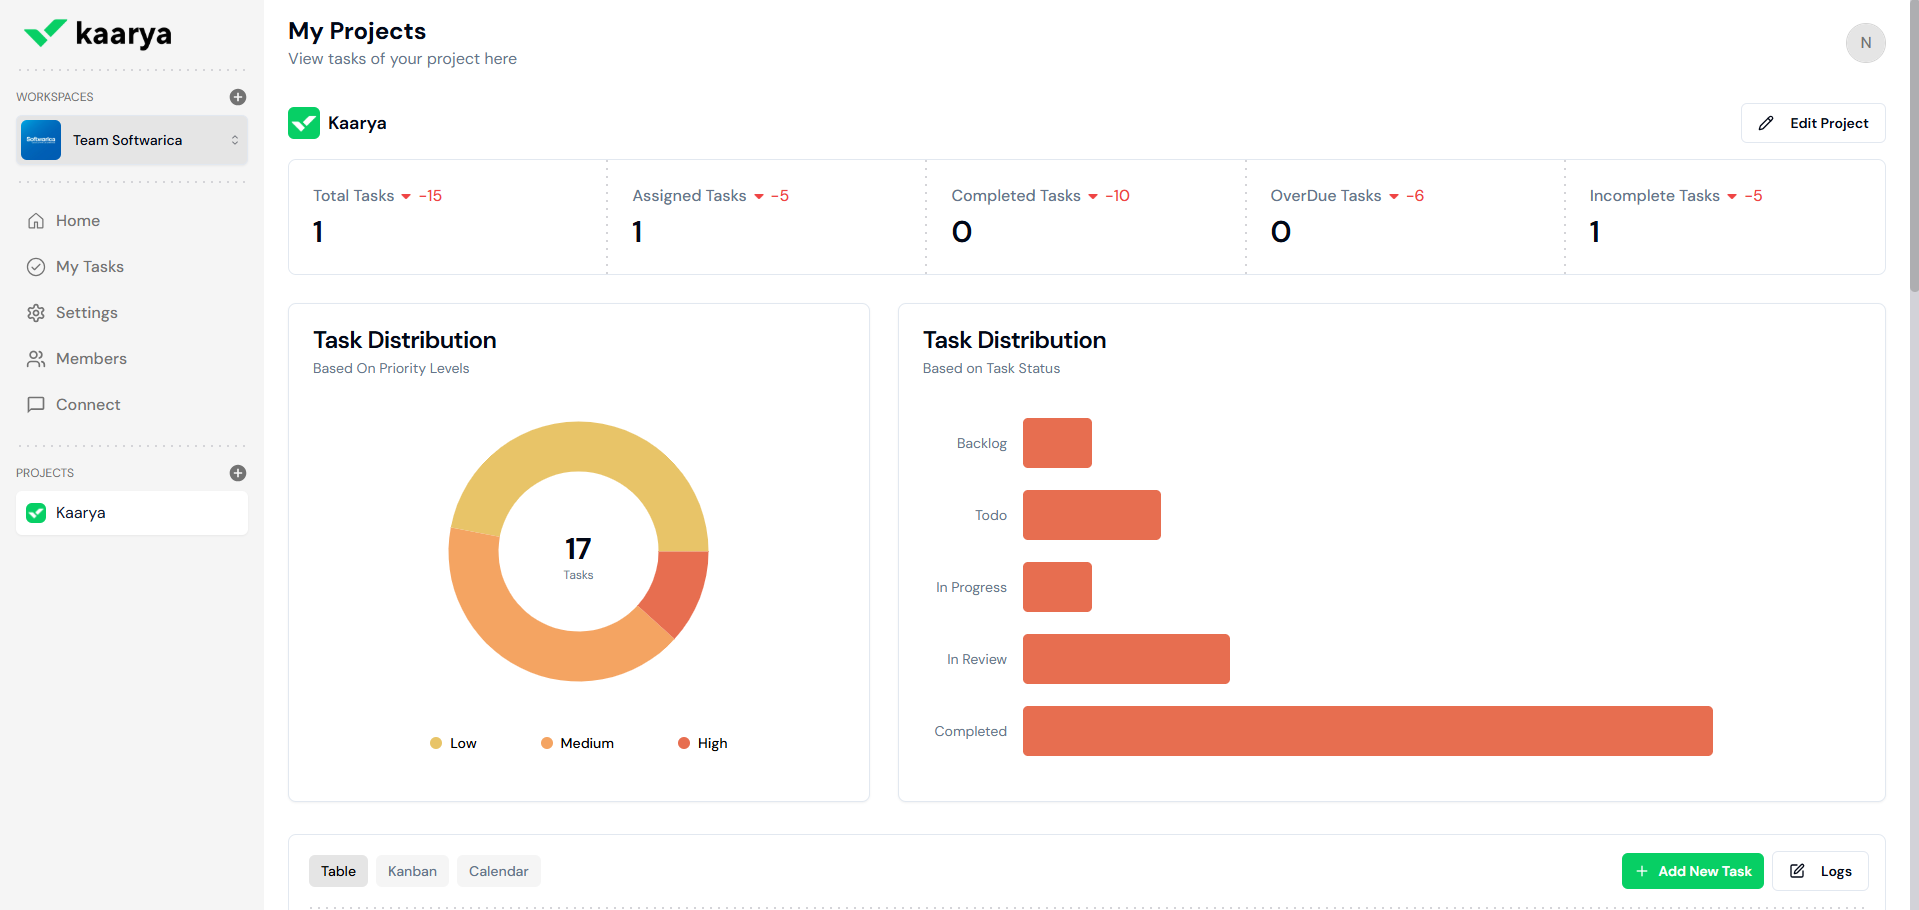 kaarya
WORKSPACES
Softwarica
Team Softwarica
Home
My Tasks
Settings
Members
Connect
PROJECTS
Kaarya
My Projects
View tasks of your project here
N
Kaarya
Edit Project
Total Tasks -15
1
Assigned Tasks -5
1
Completed Tasks -10
0
OverDue Tasks -6
0
Incomplete Tasks -5
1
Task Distribution
Based On Priority Levels
17
Tasks
Low
Medium
High
Task Distribution
Based on Task Status
Backlog
Todo
In Progress
In Review
Completed
Table
Kanban
Calendar
Add New Task
Logs